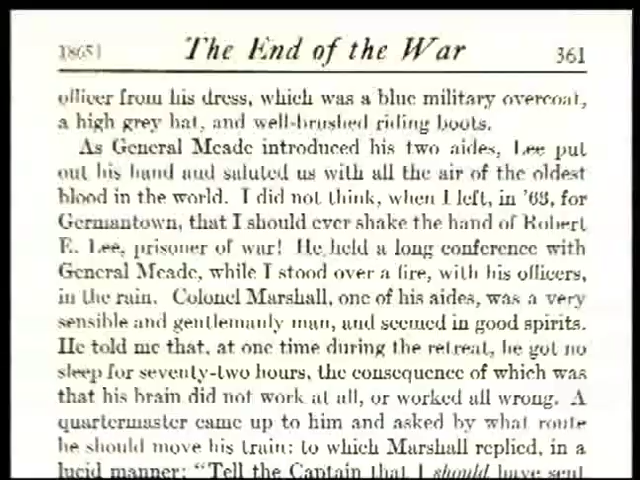 1865] The End of the War 361
officer from his dress, which was a blue military overcoat,
a high grey hat, and well-brushed riding boots.
As General Meade introduced his two aides, Lee put
out his hand and saluted us with all the air of the oldest
blood in the world. I did not think, when I left, in '63, for
Germantown, that I should ever shake the hand of Robert
E. Lee, prisoner of war! He held a long conference with
General Meade, while I stood over a fire, with his officers,
in the rain. Colonel Marshall, one of his aides, was a very
sensible and gentlemanly man, and seemed in good spirits.
He told me that, at one time during the retreat, he got no
sleep for seventy-two hours, the consequence of which was
that his brain did not work at all, or worked all wrong. A
quartermaster came up to him and asked by what route
he should move his train: to which Marshall replied, in a
lucid manner: "Tell the Captain that I should have sent